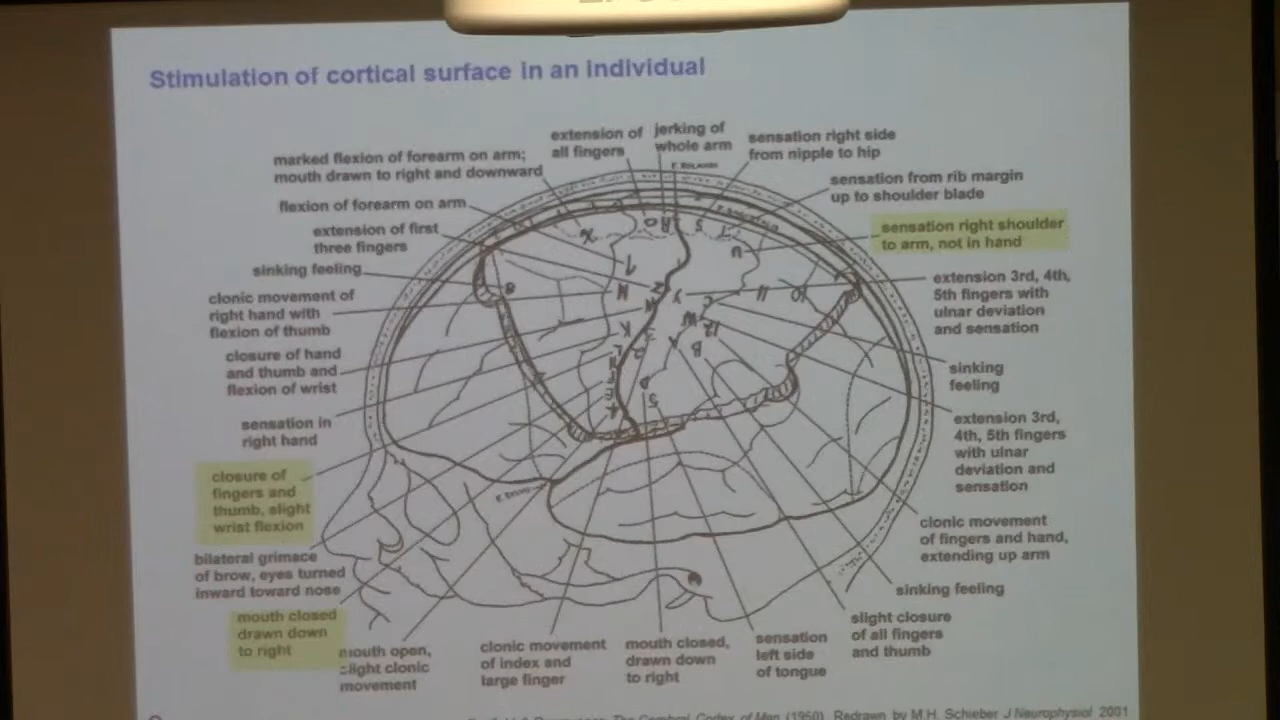 Stimulation of cortical surface in an individual
extension of
all fingers
jerking of
whole arm
sensation right side
from nipple to hip
marked flexion of forearm on arm;
mouth drawn to right and downward
sensation from rib margin
up to shoulder blade
flexion of forearm on arm
sensation right shoulder
to arm, not in hand
extension of first
three fingers
sinking feeling
extension 3rd, 4th,
5th fingers with
ulnar deviation
and sensation
clonic movement of
right hand with
flexion of thumb
closure of hand
and thumb and
flexion of wrist
sinking
feeling
sensation in
right hand
extension 3rd,
4th, 5th fingers
with ulnar
deviation and
sensation
closure of
fingers and
thumb, slight
wrist flexion
clonic movement
of fingers and hand,
extending up arm
bilateral grimace
of brow, eyes turned
inward toward nose
sinking feeling
mouth closed
drawn down
to right
mouth open,
slight clonic
movement
clonic movement
of index and
large finger
mouth closed,
drawn down
to right
sensation
left side
of tongue
slight closure
of all fingers
and thumb
The Cerebral Cortex of Man (1950). Redrawn by M.H. Schieber J Neurophysiol 2001